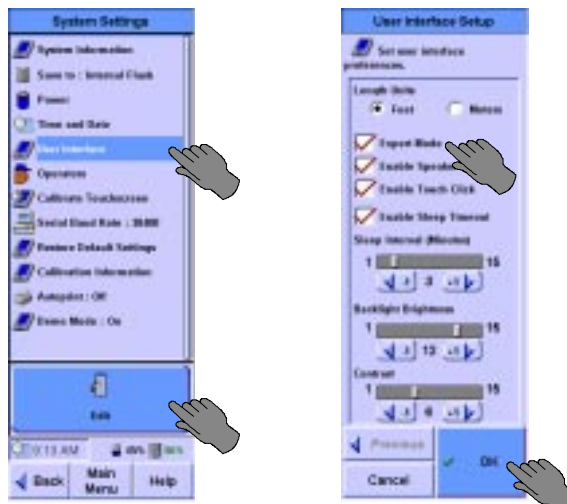 System Settings
System Information
Save to : Internal Flash
Power
Time and Date
User Interface
Operators
Calibrate Touchscreen
Serial Baud Rate : 38400
Restore Default Settings
Calibration Information
Autopilot : Off
Demo Mode : On
Edit
9:13 AM
Back
Main Menu
Help
User Interface Setup
Set user interface
preferences.
Length Units
Feet Meters
Expert Mode
Enable
Enable Touch Click
Enable Sleep Timeout
Sleep Interval (Minutes)
1 15
3 +1
Backlight Brightness
1 15
13 +1
Contrast
1 15
6 +1
Previous
OK
Cancel